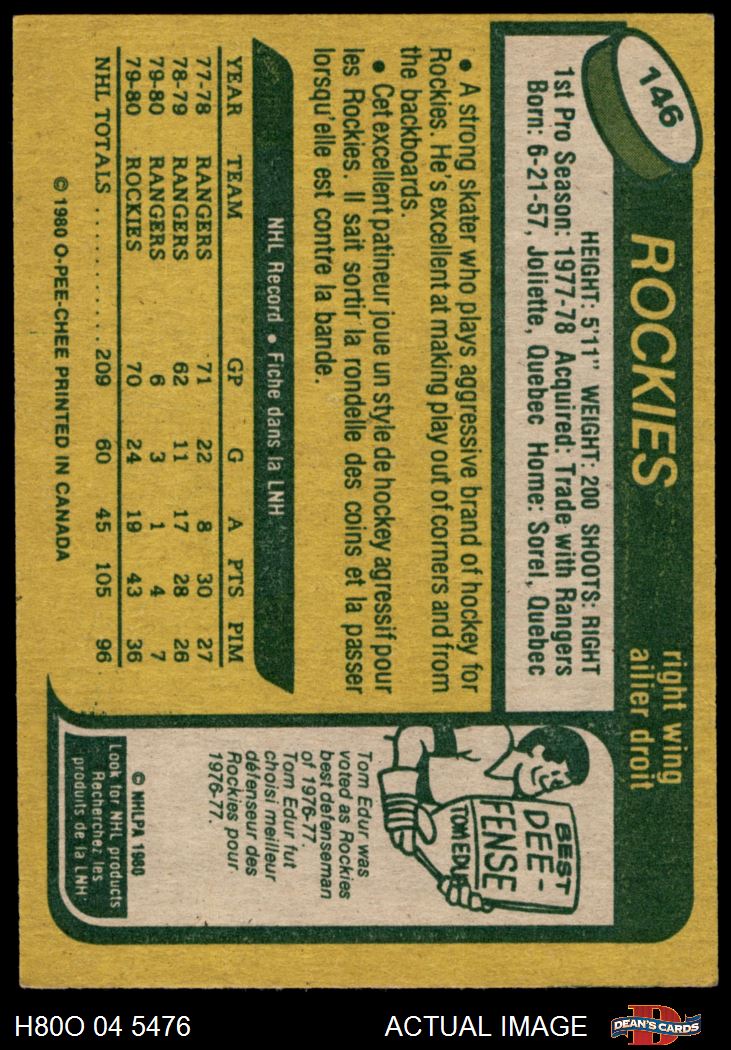 146
ROCKIES
right wing
ailier droit
HEIGHT: 5'11" WEIGHT: 200 SHOOTS: RIGHT
1st Pro Season: 1977-78 Acquired: Trade with Rangers
Born: 6-21-57, Joliette, Quebec Home: Sorel, Quebec
• A strong skater who plays aggressive brand of hockey for
Rockies. He's excellent at making play out of corners and from
the backboards.
• Cet excellent patineur joue un style de hockey agressif pour
les Rockies. Il sait sortir la rondelle des coins et la passer
lorsqu'elle est contre la bande.
NHL Record • Fiche dans la LNH
YEAR TEAM GP G A PTS PIM
77-78 RANGERS 71 22 8 30 27
78-79 RANGERS 62 11 17 28 26
79-80 RANGERS 6 3 1 4 7
79-80 ROCKIES 70 24 19 43 36
NHL TOTALS .......... 209 60 45 105 96
© 1980 O-PEE-CHEE PRINTED IN CANADA
BEST
DEE-
FENSE
TOM EDU
Tom Edur was
voted as Rockies
best defenseman
of 1976-77.
Tom Edur fut
choisi meilleur
défenseur des
Rockies pour
1976-77.
© NHLPA 1980
Look for NHL products
Recherchez les
produits de la LNH
H80O 04 5476
ACTUAL IMAGE
DEAN'S CARDS